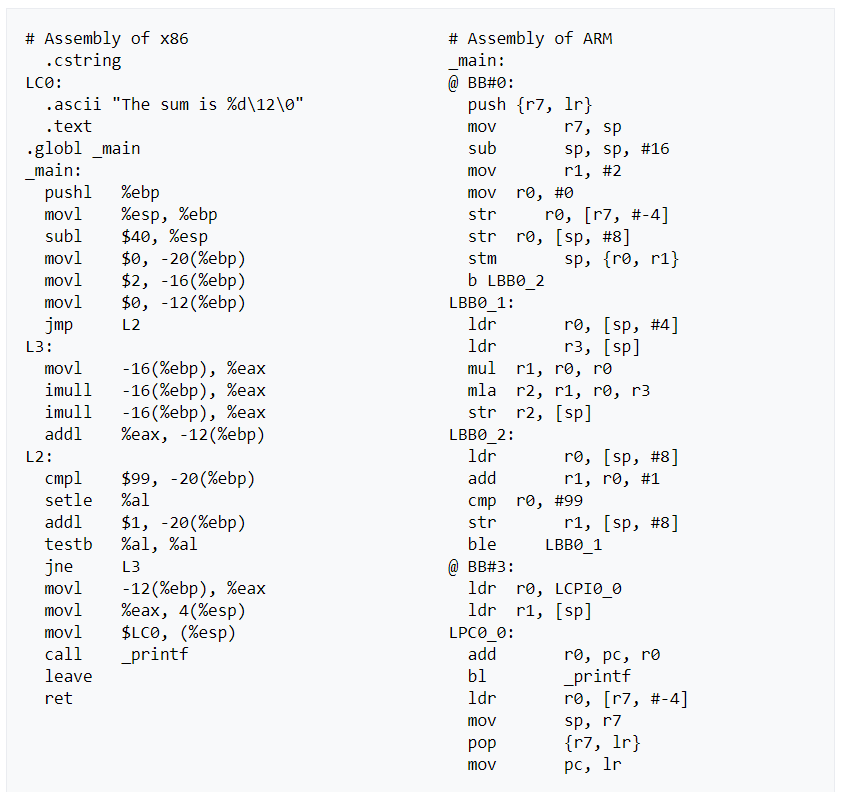 # Assembly of x86
.cstring
LC0:
.ascii "The sum is %d\12\0"
.text
.globl _main
_main:
pushl %ebp
movl %esp, %ebp
subl $40, %esp
movl $0, -20(%ebp)
movl $2, -16(%ebp)
movl $0, -12(%ebp)
jmp L2
L3:
movl -16(%ebp), %eax
imull -16(%ebp), %eax
imull -16(%ebp), %eax
addl %eax, -12(%ebp)
L2:
cmpl $99, -20(%ebp)
setle %al
addl $1, -20(%ebp)
testb %al, %al
jne L3
movl -12(%ebp), %eax
movl %eax, 4(%esp)
movl $LC0, (%esp)
call _printf
leave
ret
# Assembly of ARM
_main:
@ BB#0:
push {r7, lr}
mov r7, sp
sub sp, sp, #16
mov r1, #2
mov r0, #0
str r0, [r7, #-4]
str r0, [sp, #8]
stm sp, {r0, r1}
b LBB0_2
LBB0_1:
ldr r0, [sp, #4]
ldr r3, [sp]
mul r1, r0, r0
mla r2, r1, r0, r3
str r2, [sp]
LBB0_2:
ldr r0, [sp, #8]
add r1, r0, #1
cmp r0, #99
str r1, [sp, #8]
ble LBB0_1
@ BB#3:
ldr r0, LCPI0_0
ldr r1, [sp]
LPC0_0:
add r0, pc, r0
bl _printf
ldr r0, [r7, #-4]
mov sp, r7
pop {r7, lr}
mov pc, lr